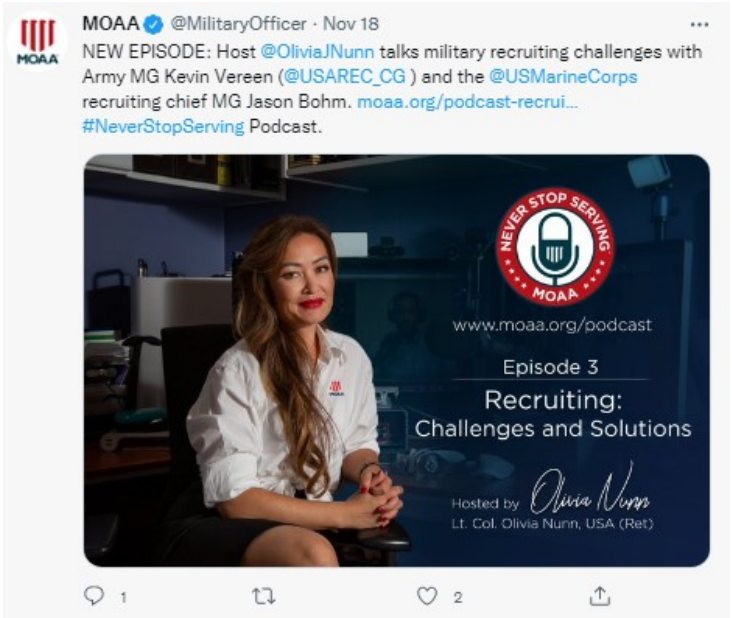 MOAA @MilitaryOfficer · Nov 18
MOAA
NEW EPISODE: Host @OliviaJNunn talks military recruiting challenges with
Army MG Kevin Vereen (@USAREC_CG ) and the @USMarineCorps
recruiting chief MG Jason Bohm. moaa.org/podcast-recrui...
#NeverStopServing Podcast.
NEVER STOP SERVING
MOAA
www.moaa.org/podcast
Episode 3
Recruiting:
Challenges and Solutions
MOAA
Hosted by Olivia Nunn
Lt. Col. Olivia Nunn, USA (Ret)
1
2